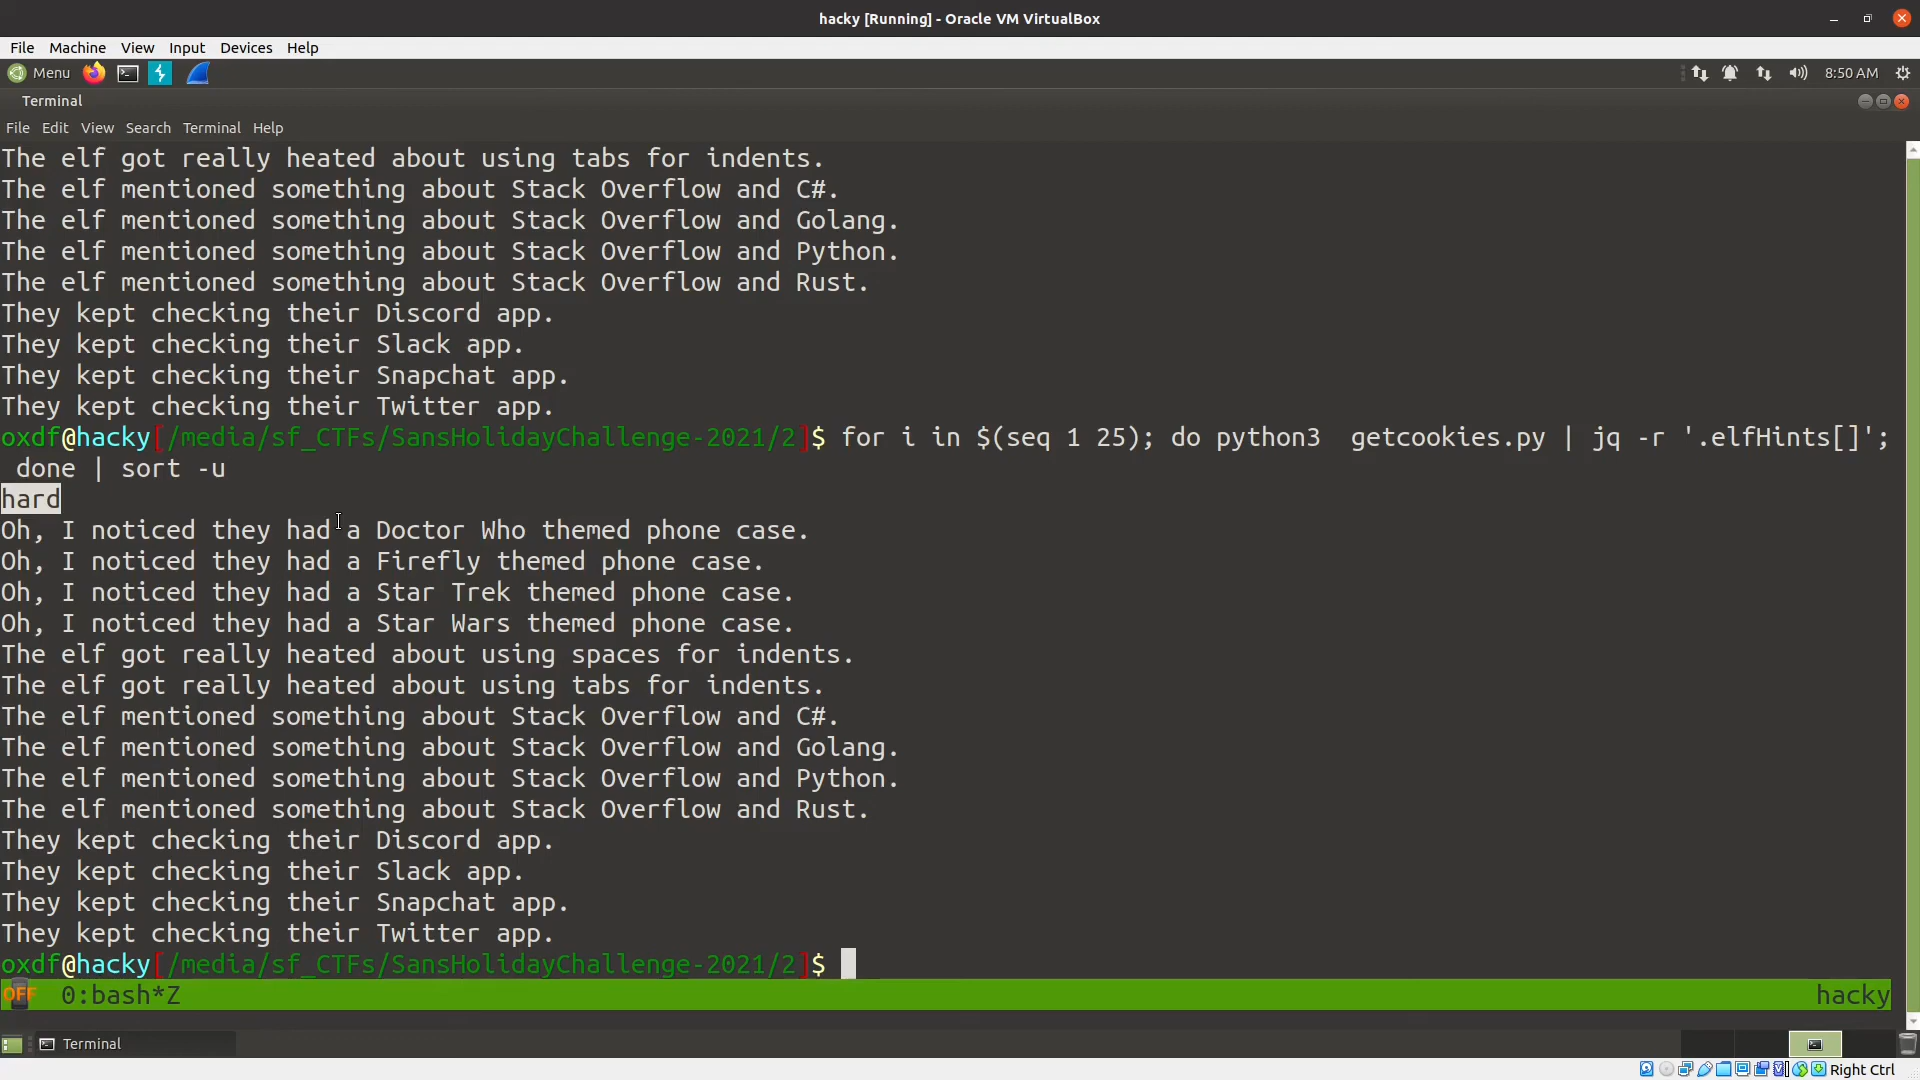 hacky [Running] - Oracle VM VirtualBox
File Machine View Input Devices Help
Menu 8:50 AM
Terminal
File Edit View Search Terminal Help
The elf got really heated about using tabs for indents.
The elf mentioned something about Stack Overflow and C#.
The elf mentioned something about Stack Overflow and Golang.
The elf mentioned something about Stack Overflow and Python.
The elf mentioned something about Stack Overflow and Rust.
They kept checking their Discord app.
They kept checking their Slack app.
They kept checking their Snapchat app.
They kept checking their Twitter app.
oxdf@hacky[/media/sf_CTFs/SansHolidayChallenge-2021/2]$ for i in $(seq 1 25); do python3  getcookies.py | jq -r '.elfHints[]';
 done | sort -u
hard
Oh, I noticed they had a Doctor Who themed phone case.
Oh, I noticed they had a Firefly themed phone case.
Oh, I noticed they had a Star Trek themed phone case.
Oh, I noticed they had a Star Wars themed phone case.
The elf got really heated about using spaces for indents.
The elf got really heated about using tabs for indents.
The elf mentioned something about Stack Overflow and C#.
The elf mentioned something about Stack Overflow and Golang.
The elf mentioned something about Stack Overflow and Python.
The elf mentioned something about Stack Overflow and Rust.
They kept checking their Discord app.
They kept checking their Slack app.
They kept checking their Snapchat app.
They kept checking their Twitter app.
oxdf@hacky[/media/sf_CTFs/SansHolidayChallenge-2021/2]$
OFF 0:bash*Z hacky
Terminal
Right Ctrl